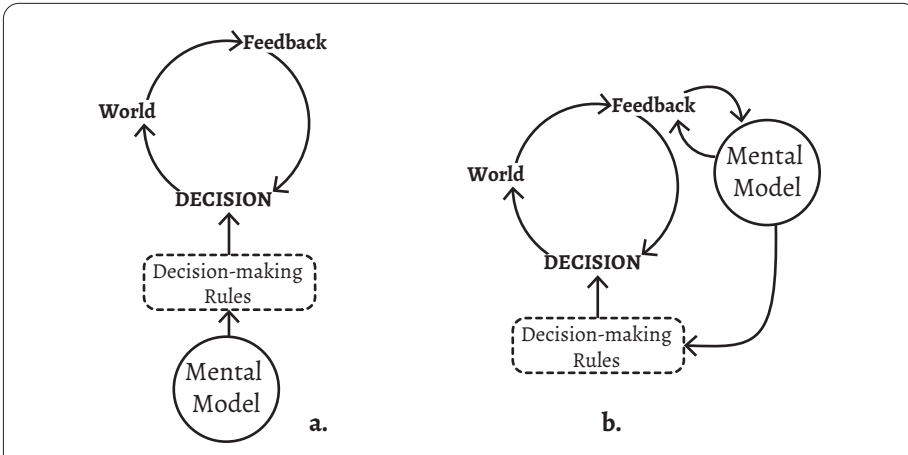 Feedback
World
DECISION
Decision-making
Rules
Mental
Model
a.
Feedback
World
Mental
Model
DECISION
Decision-making
Rules
b.